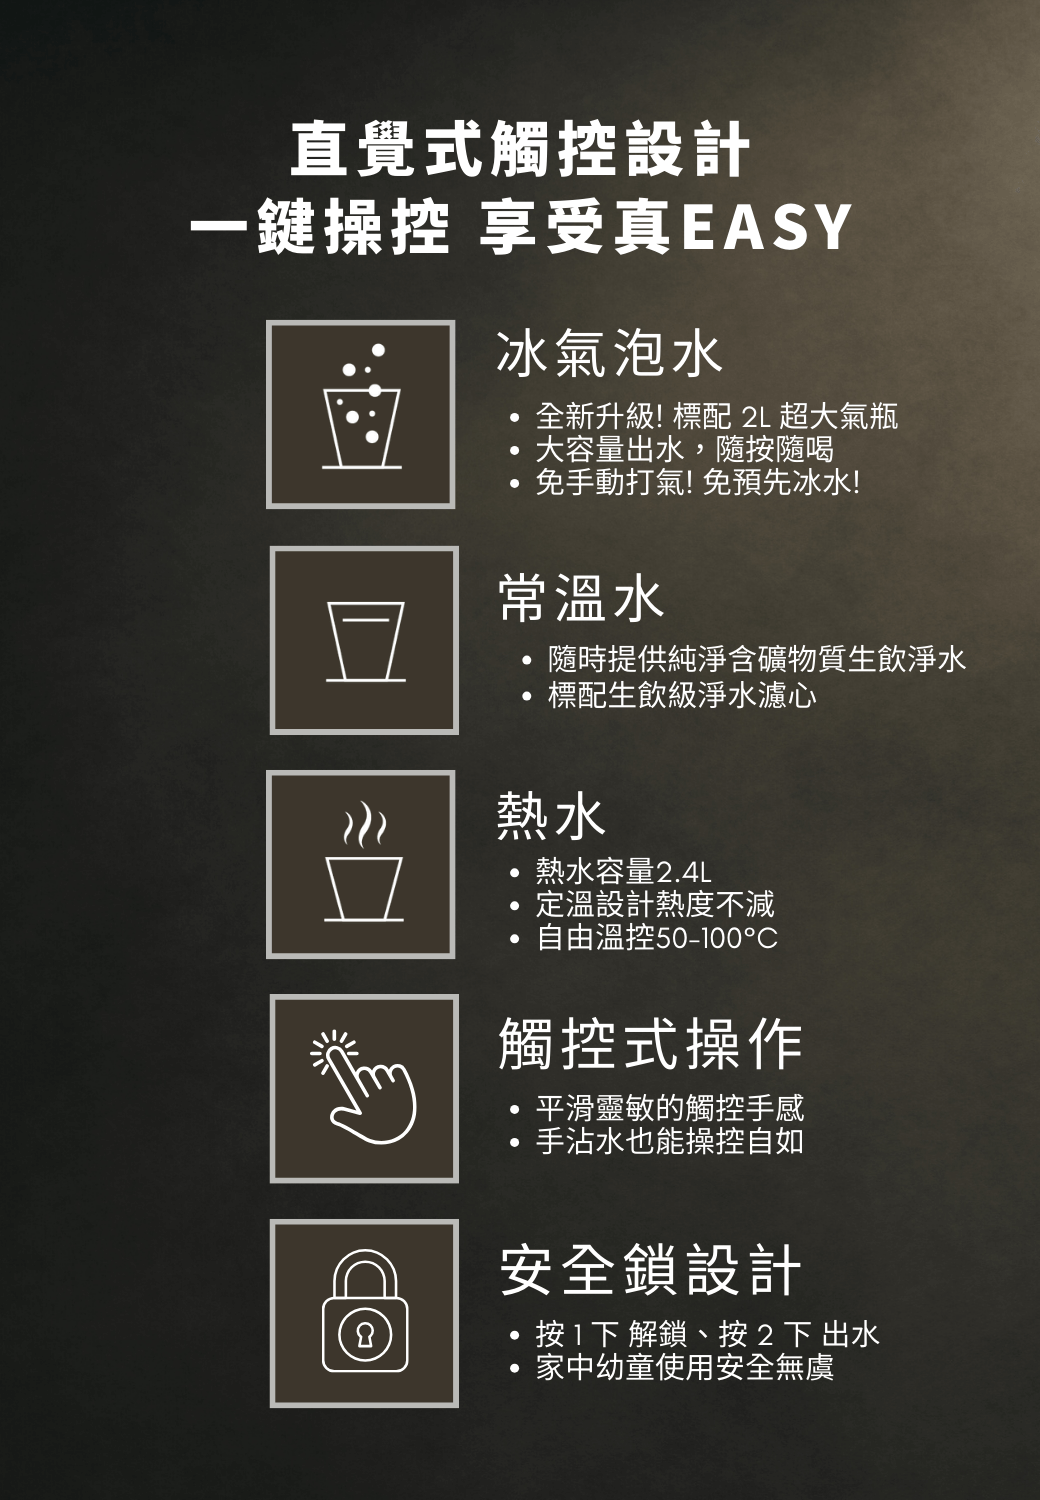 直覺式觸控設計
一鍵操控 享受真EASY
冰氣泡水
• 全新升級! 標配 2L 超大氣瓶
• 大容量出水，隨按隨喝
• 免手動打氣! 免預先冰水!
常溫水
• 隨時提供純淨含礦物質生飲淨水
• 標配生飲級淨水濾心
熱水
• 熱水容量2.4L
• 定溫設計熱度不減
• 自由溫控50-100°C
觸控式操作
• 平滑靈敏的觸控手感
• 手沾水也能操控自如
安全鎖設計
• 按 1 下 解鎖、按 2 下 出水
• 家中幼童使用安全無虞